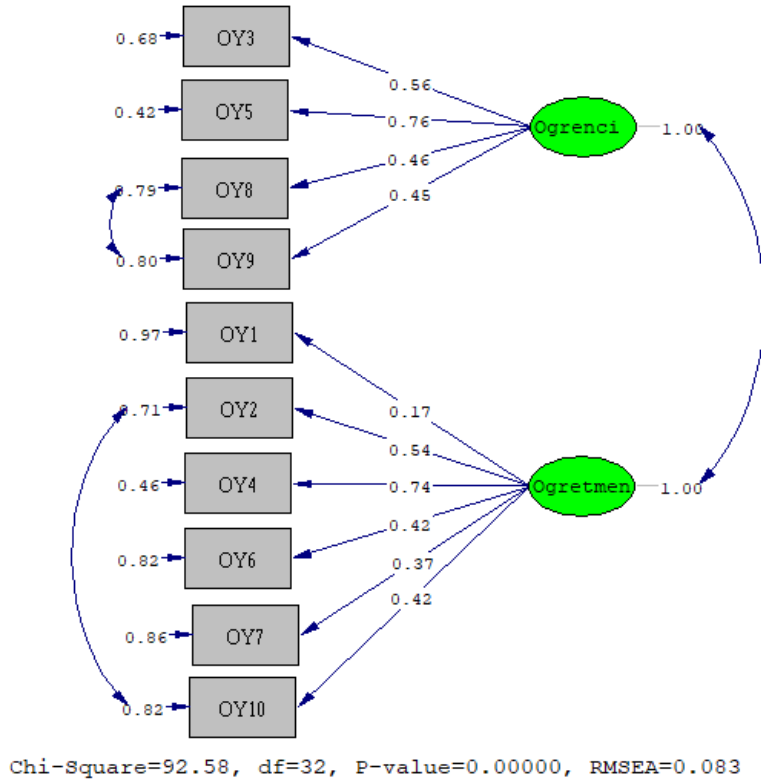 0.68 OY3
0.56
0.42 OY5
0.76
Ogrenci 1.00
0.79 OY8
0.46
0.45
0.80 OY9
0.97 OY1
0.17
0.71 OY2
0.54
0.46 OY4
0.74
Ogretmen 1.00
0.82 OY6
0.42
0.37
0.42
0.86 OY7
0.82 OY10
Chi-Square=92.58, df=32, P-value=0.00000, RMSEA=0.083